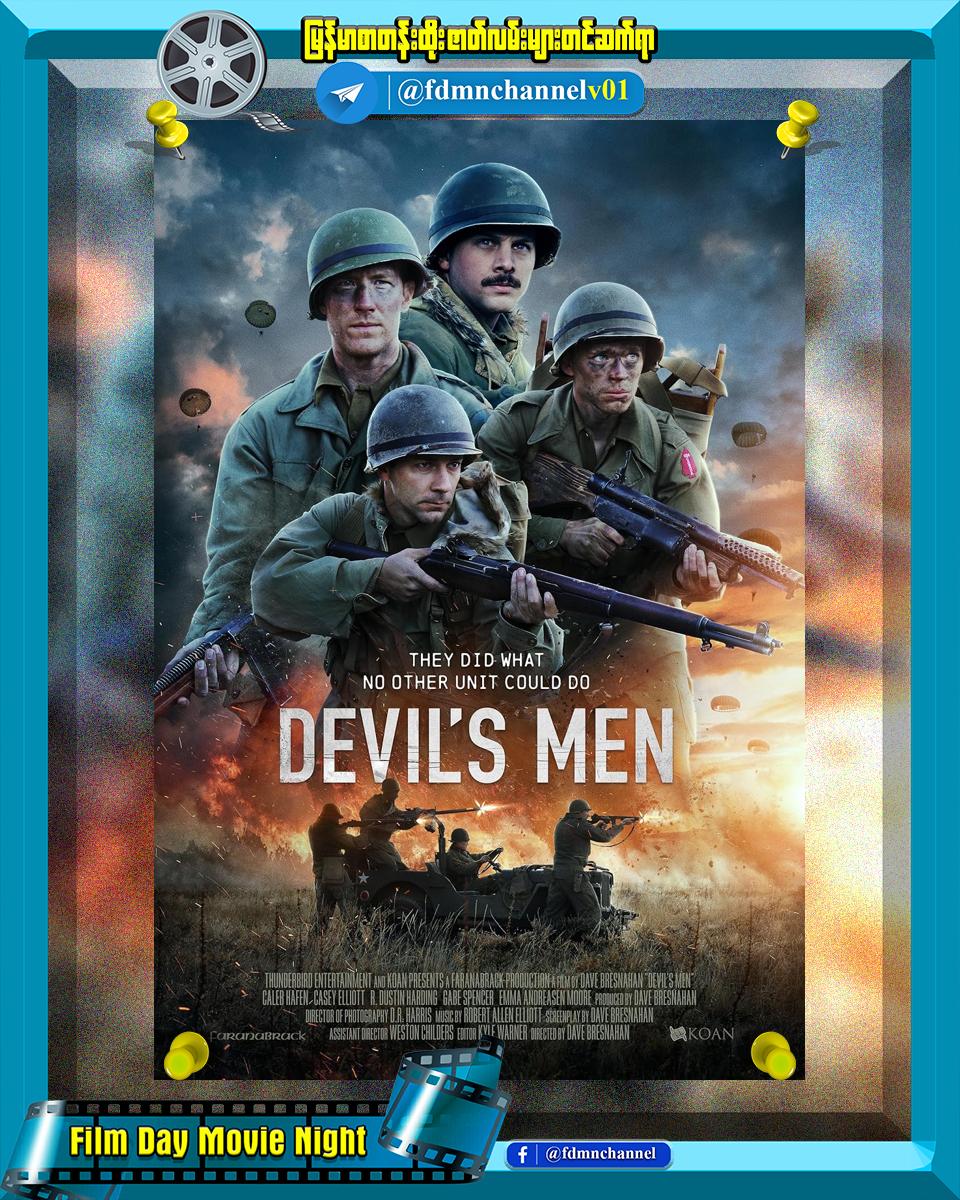 မြန်မာစာတန်းထိုးဇာတ်လမ်းများတင်ဆက်ရာ
@fdmnchannelv01
THEY DID WHAT
NO OTHER UNIT COULD DO
DEVIL'S MEN
THUNDERBIRD ENTERTAINMENT AND KOAN PRESENTS A FARANABRACK PRODUCTION A FILM BY DAVE BRESNAHAN "DEVIL'S MEN"
CALEB HAFEN CASEY ELLIOTT R. DUSTIN HARDING GABE SPENCER EMMA ANDREASEN MOORE PRODUCED BY DAVE BRESNAHAN
DIRECTOR OF PHOTOGRAPHY D.R. HARRIS MUSIC BY ROBERT ALLEN ELLIOTT SCREENPLAY BY DAVE BRESNAHAN
ASSISTANT DIRECTOR WESTON CHILDERS EDITOR KYLE WARNER DIRECTED BY DAVE BRESNAHAN
FARANABRACK
KOAN
Film Day Movie Night
@fdmnchannel